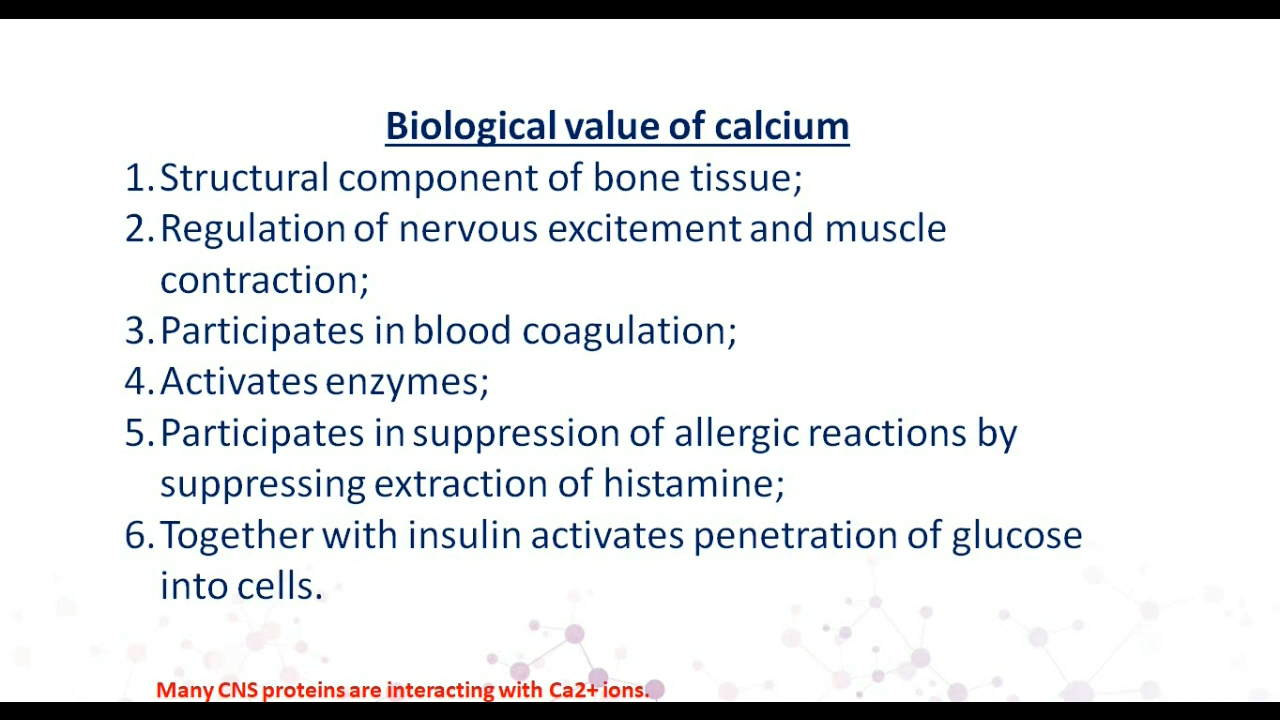 Biological value of calcium
1. Structural component of bone tissue;
2. Regulation of nervous excitement and muscle
contraction;
3. Participates in blood coagulation;
4. Activates enzymes;
5. Participates in suppression of allergic reactions by
suppressing extraction of histamine;
6. Together with insulin activates penetration of glucose
into cells.
Many CNS proteins are interacting with Ca2+ ions.